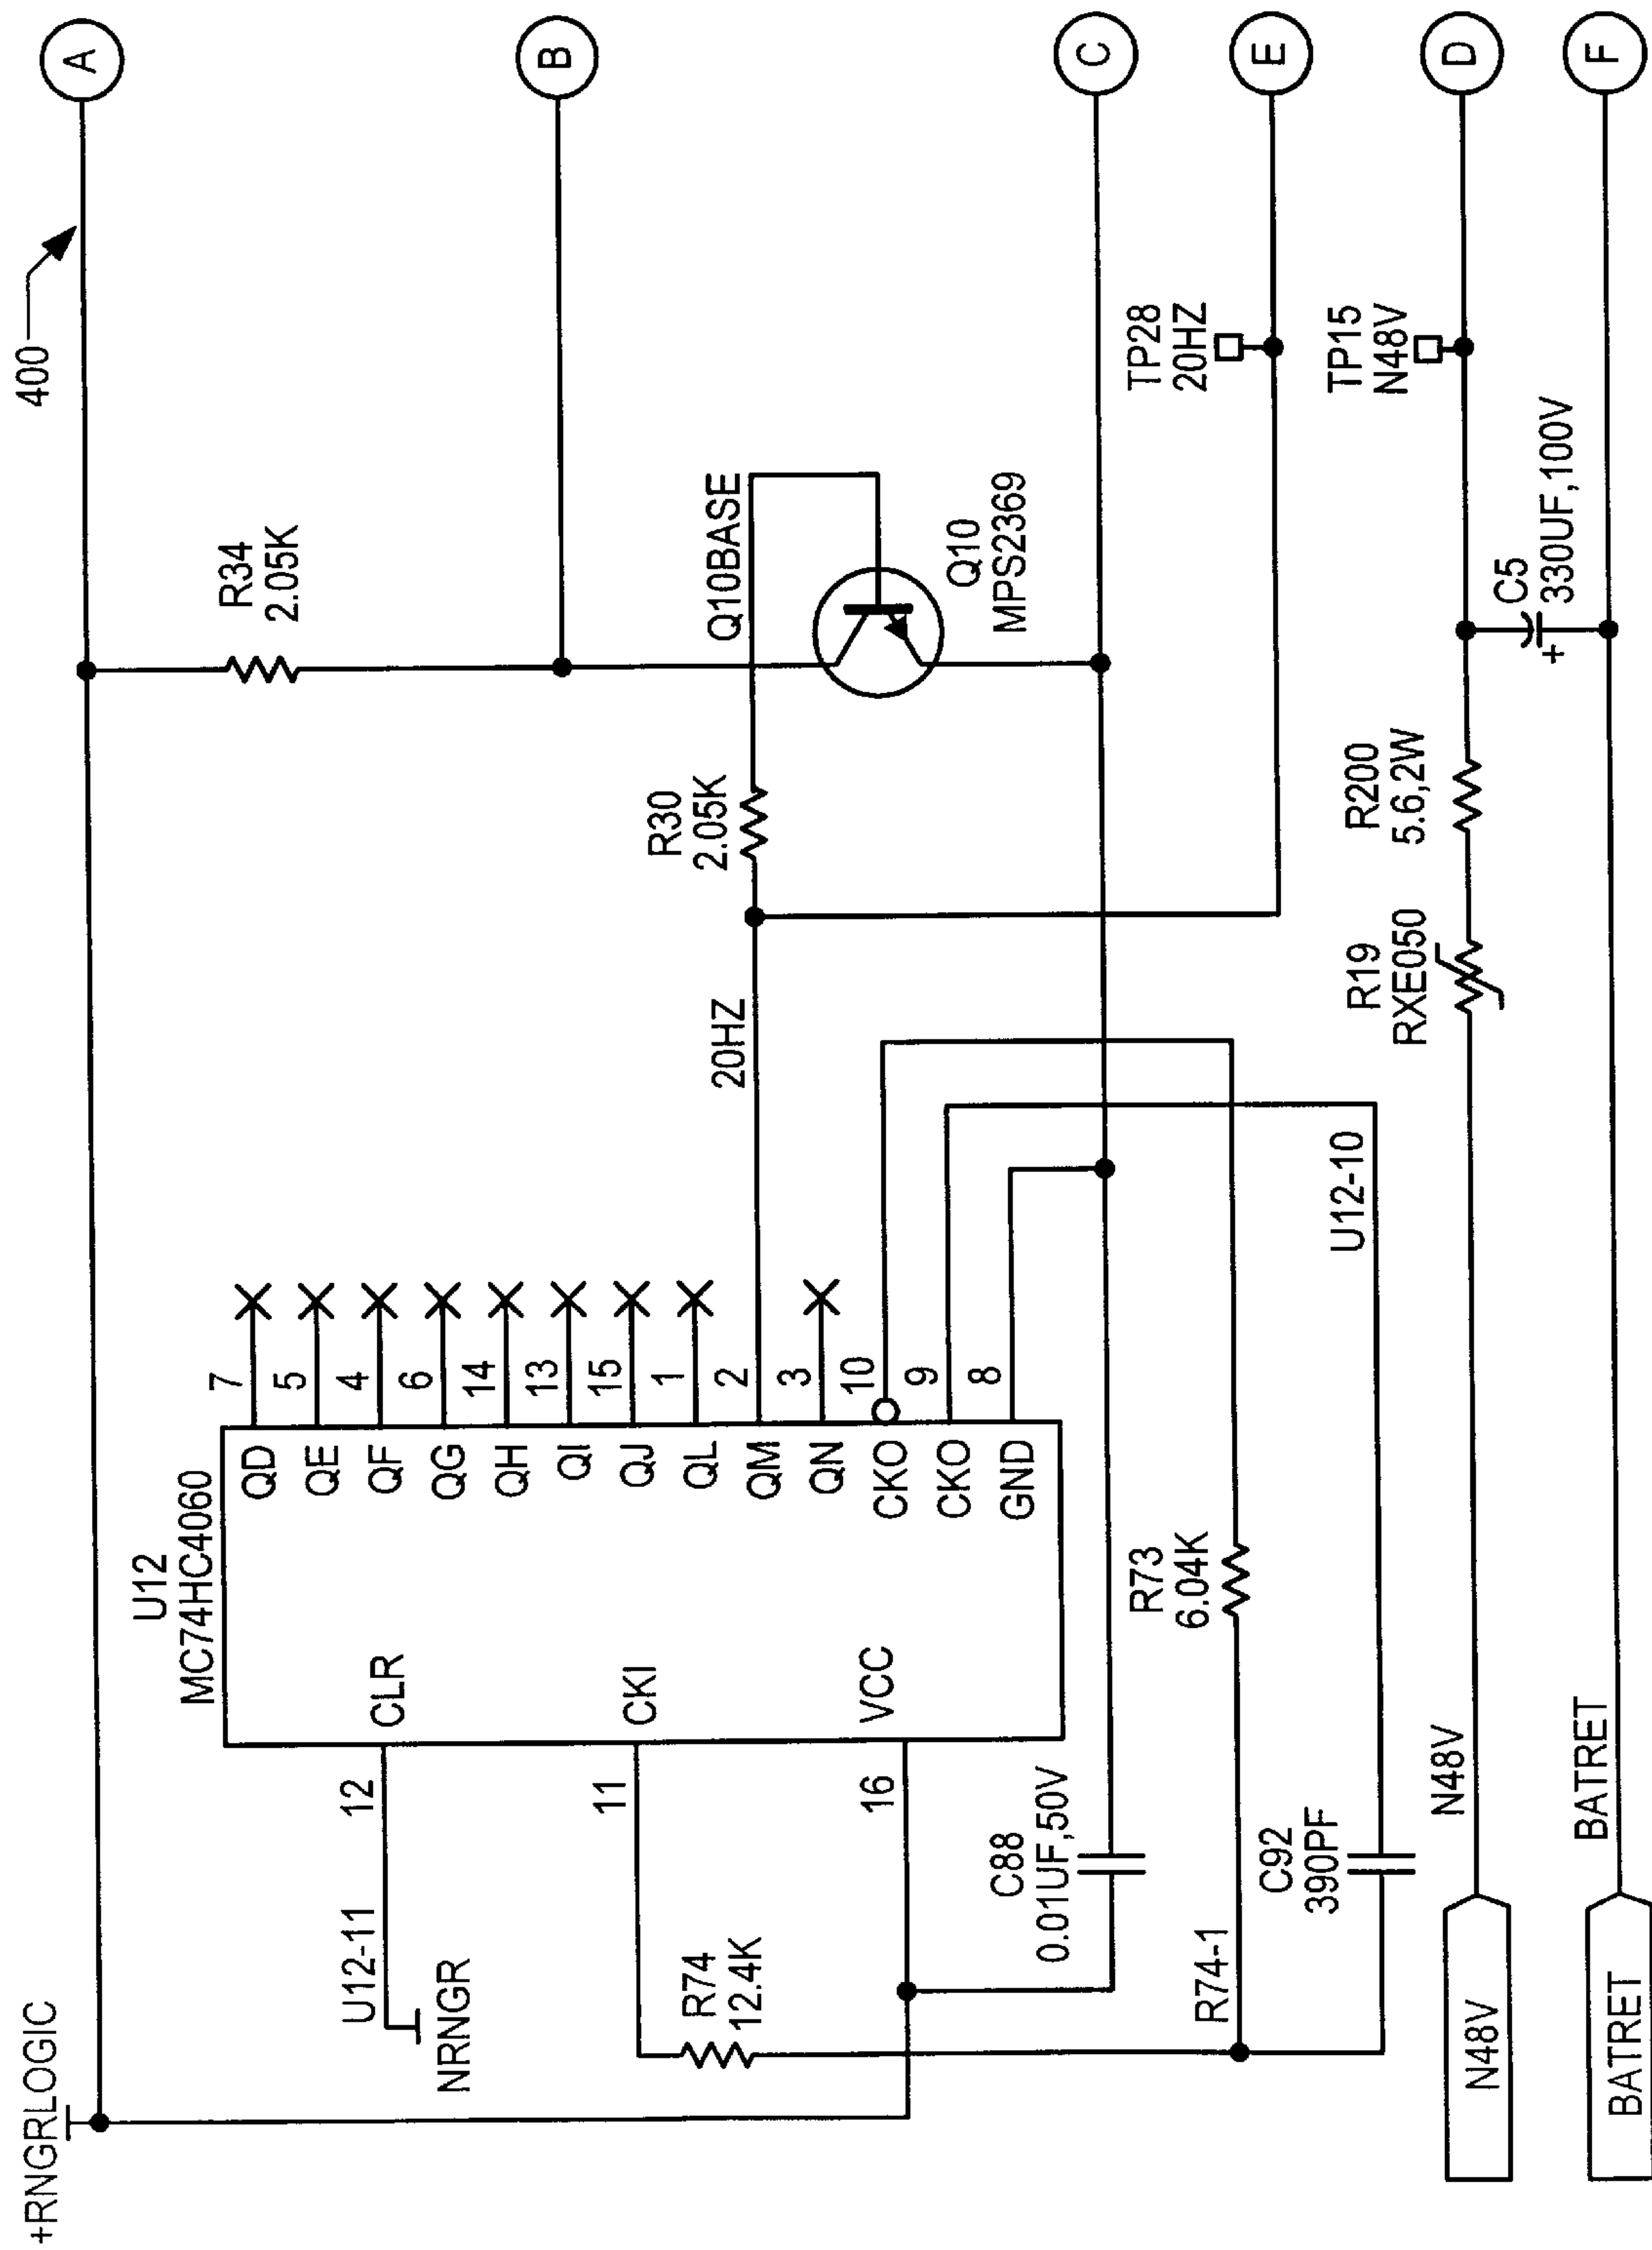 +RNGRLOGIC
400
A
B
C
E
D
F
R34
2.05K
Q10BASE
Q10
MPS2369
R30
2.05K
20HZ
TP28
20HZ
TP15
N48V
C5
330UF,100V
+
R200
5.6,2W
R19
RXE050
U12
MC74HC4060
QD
7
QE
5
QF
4
QG
6
QH
14
QI
13
QJ
15
QL
1
QM
2
QN
3
CKO
10
CKO
9
GND
8
CLR
12
CKI
11
VCC
16
U12-11
NRNGR
R74
12.4K
C88
0.01UF,50V
R73
6.04K
R74-1
C92
390PF
U12-10
N48V
N48V
BATRET
BATRET